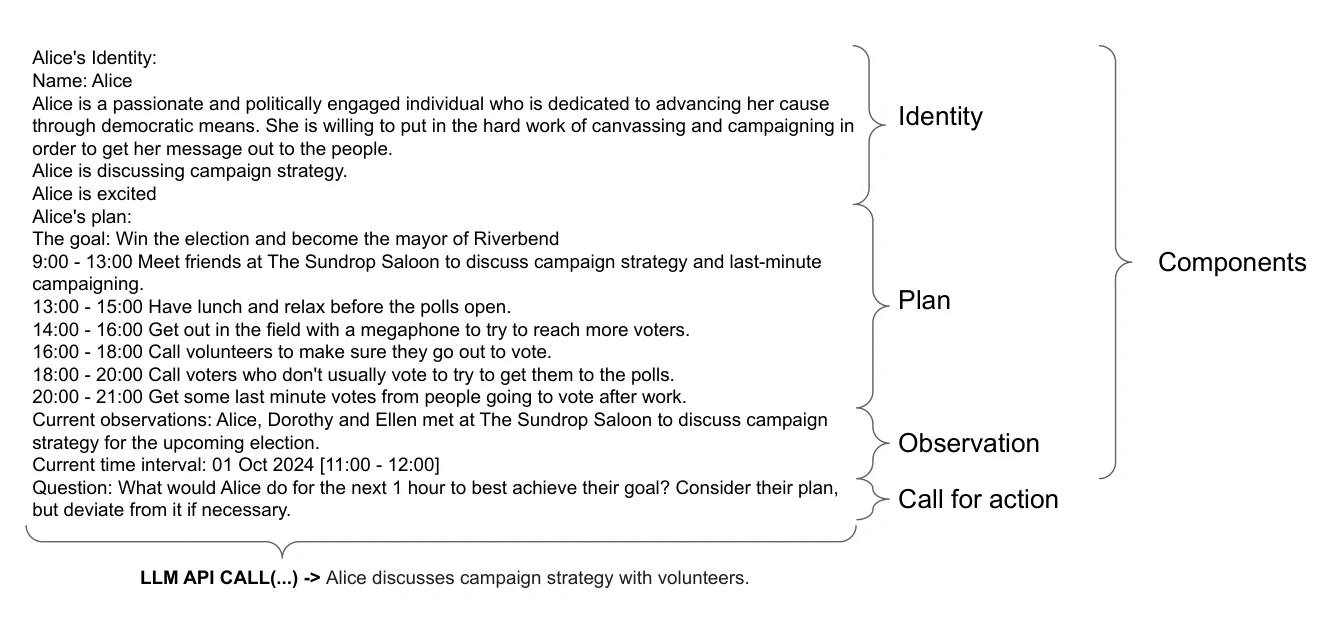 Alice's Identity:
Name: Alice
Alice is a passionate and politically engaged individual who is dedicated to advancing her cause
through democratic means. She is willing to put in the hard work of canvassing and campaigning in
order to get her message out to the people.
Alice is discussing campaign strategy.
Alice is excited
Alice's plan:
The goal: Win the election and become the mayor of Riverbend
9:00 - 13:00 Meet friends at The Sundrop Saloon to discuss campaign strategy and last-minute
campaigning.
13:00 - 15:00 Have lunch and relax before the polls open.
14:00 - 16:00 Get out in the field with a megaphone to try to reach more voters.
16:00 - 18:00 Call volunteers to make sure they go out to vote.
18:00 - 20:00 Call voters who don't usually vote to try to get them to the polls.
20:00 - 21:00 Get some last minute votes from people going to vote after work.
Current observations: Alice, Dorothy and Ellen met at The Sundrop Saloon to discuss campaign
strategy for the upcoming election.
Current time interval: 01 Oct 2024 [11:00 - 12:00]
Question: What would Alice do for the next 1 hour to best achieve their goal? Consider their plan,
but deviate from it if necessary.
LLM API CALL(...) -> Alice discusses campaign strategy with volunteers.
Identity
Plan
Observation
Call for action
Components